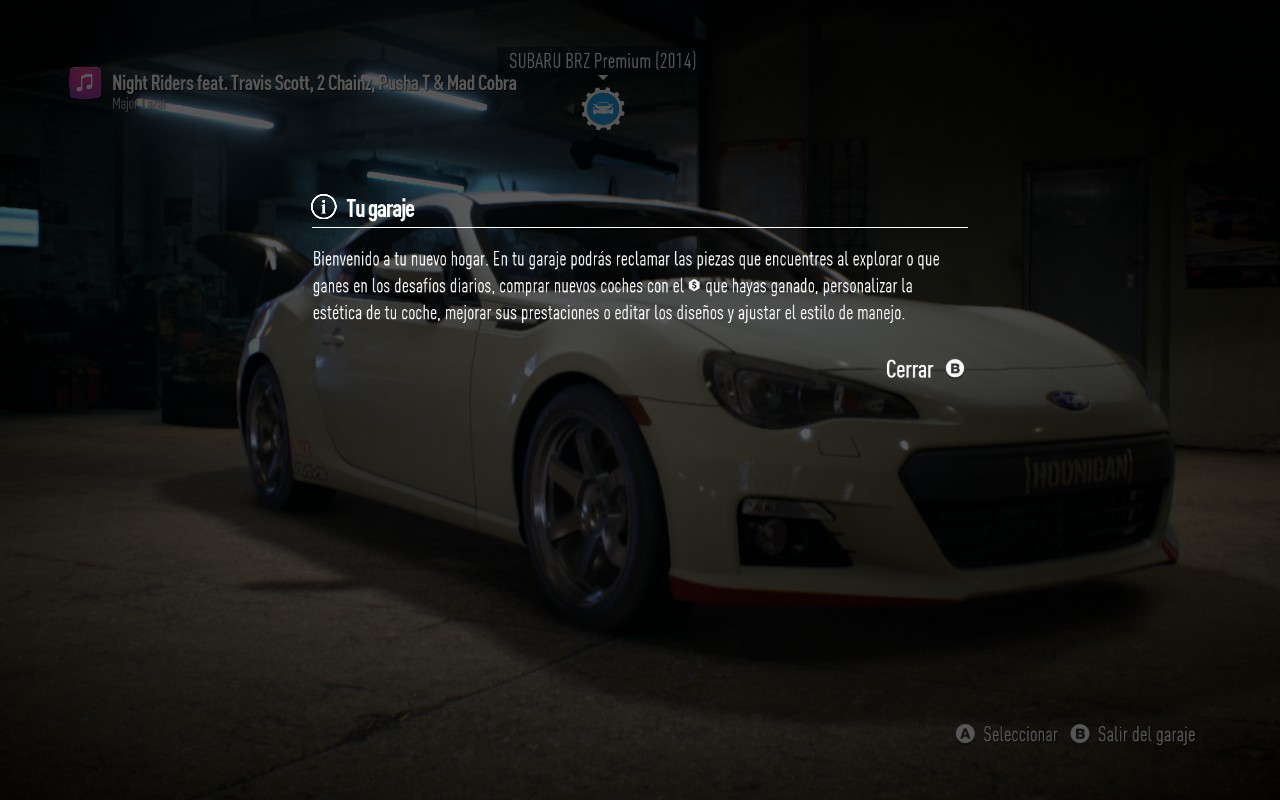 SUBARU BRZ Premium (2014)
Night Riders feat. Travis Scott, 2 Chainz, Pusha T & Mad Cobra
Major Lazer
Tu garaje
Bienvenido a tu nuevo hogar. En tu garaje podrás reclamar las piezas que encuentres al explorar o que
ganes en los desafíos diarios, comprar nuevos coches con el $ que hayas ganado, personalizar la
estética de tu coche, mejorar sus prestaciones o editar los diseños y ajustar el estilo de manejo.
Cerrar B
[HOONIGAN]
A Seleccionar B Salir del garaje